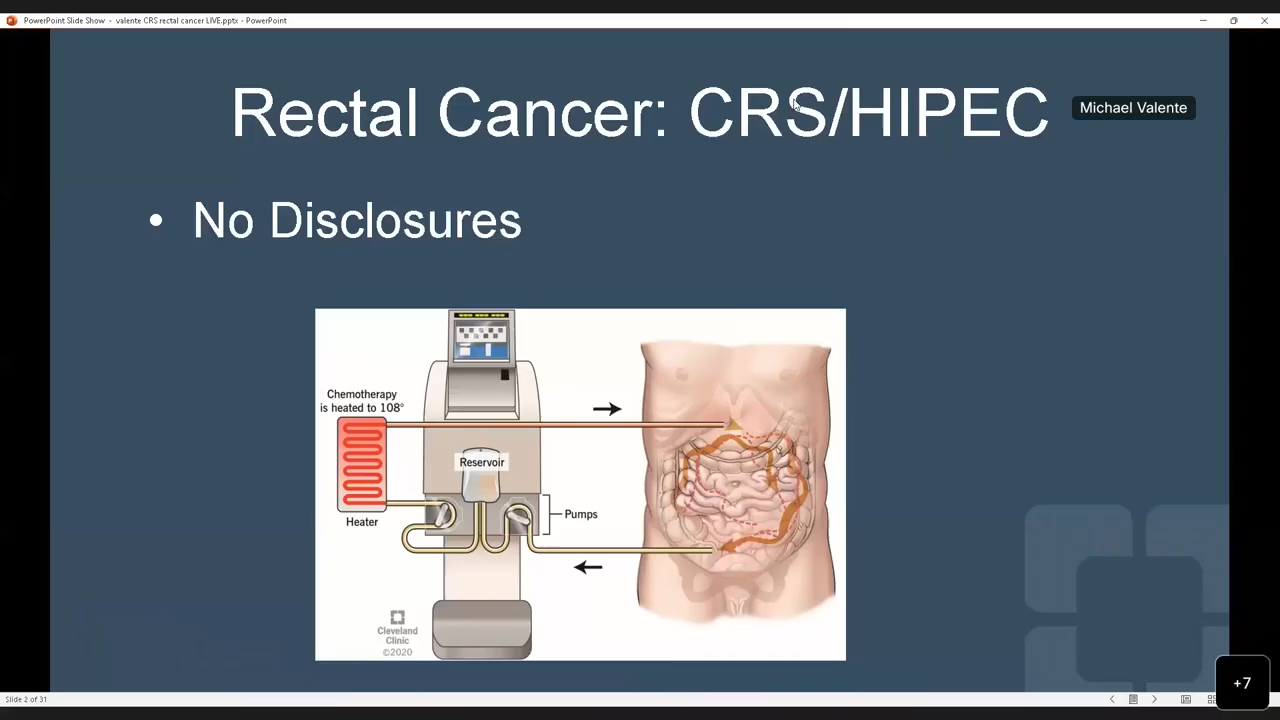 PowerPoint Slide Show - valente CRS rectal cancer LIVE.pptx - PowerPoint
Rectal Cancer: CRS/HIPEC
Michael Valente
• No Disclosures
Chemotherapy
is heated to 108°
Reservoir
Heater
Pumps
Cleveland
Clinic
©2020
+7
Slide 2 of 31